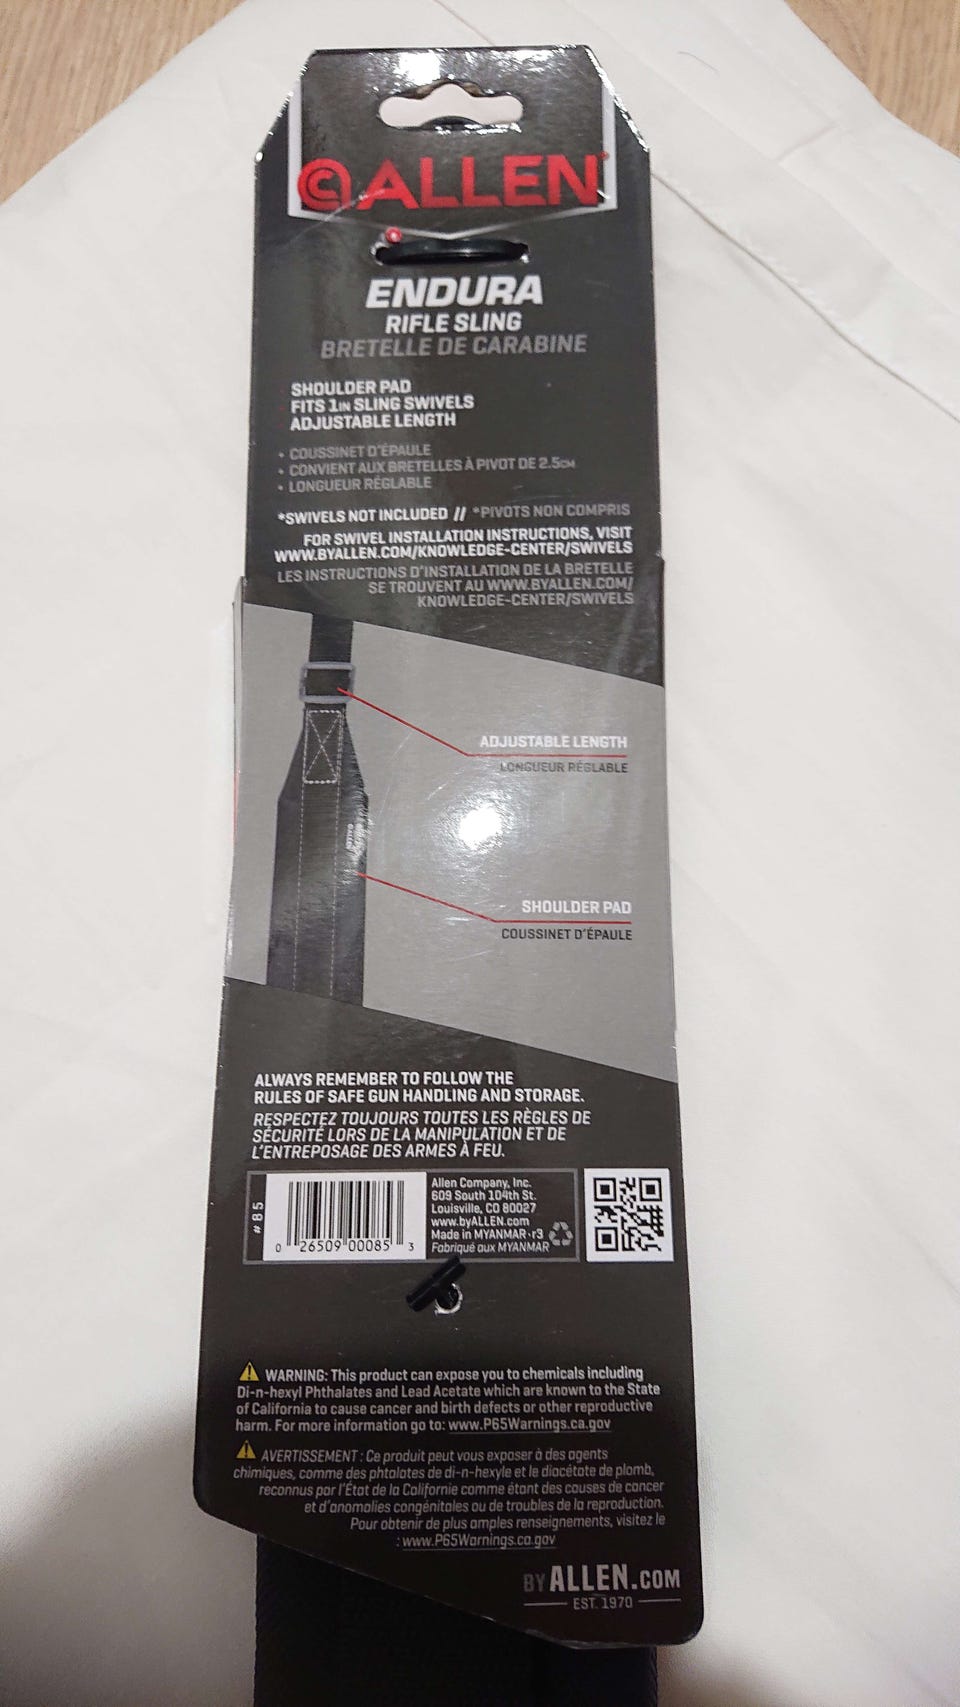 ALLEN
ENDURA
RIFLE SLING
BRETELLE DE CARABINE
SHOULDER PAD
FITS 1IN SLING SWIVELS
ADJUSTABLE LENGTH
• COUSSINET D'ÉPAULE
• CONVIENT AUX BRETELLES À PIVOT DE 2.5CM
• LONGUEUR RÉGLABLE
*SWIVELS NOT INCLUDED // *PIVOTS NON COMPRIS
FOR SWIVEL INSTALLATION INSTRUCTIONS, VISIT
WWW.BYALLEN.COM/KNOWLEDGE-CENTER/SWIVELS
LES INSTRUCTIONS D'INSTALLATION DE LA BRETELLE
SE TROUVENT AU WWW.BYALLEN.COM/
KNOWLEDGE-CENTER/SWIVELS
ADJUSTABLE LENGTH
LONGUEUR RÉGLABLE
SHOULDER PAD
COUSSINET D'ÉPAULE
ALWAYS REMEMBER TO FOLLOW THE
RULES OF SAFE GUN HANDLING AND STORAGE.
RESPECTEZ TOUJOURS TOUTES LES RÈGLES DE
SÉCURITÉ LORS DE LA MANIPULATION ET DE
L'ENTREPOSAGE DES ARMES À FEU.
#85
0 26509 00085 3
Allen Company, Inc.
609 South 104th St.
Louisville, CO 80027
www.byALLEN.com
Made in MYANMAR·r3
Fabriqué aux MYANMAR
WARNING: This product can expose you to chemicals including
Di-n-hexyl Phthalates and Lead Acetate which are known to the State
of California to cause cancer and birth defects or other reproductive
harm. For more information go to: www.P65Warnings.ca.gov
AVERTISSEMENT : Ce produit peut vous exposer à des agents
chimiques, comme des phtalates de di-n-hexyle et le diacétate de plomb,
reconnus par l'État de la Californie comme étant des causes de cancer
et d'anomalies congénitales ou de troubles de la reproduction.
Pour obtenir de plus amples renseignements, visitez le
: www.P65Warnings.ca.gov
BY ALLEN.COM
EST. 1970